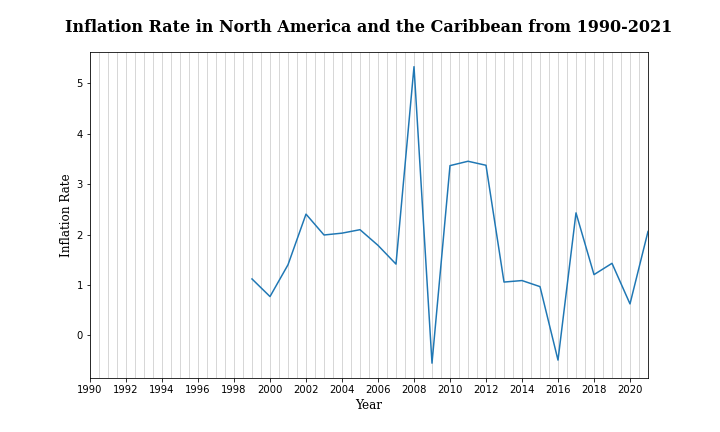 Inflation Rate in North America and the Caribbean from 1990-2021
Inflation Rate
5
4
3
2
1
0
1990 1992 1994 1996 1998 2000 2002 2004 2006 2008 2010 2012 2014 2016 2018 2020
Year